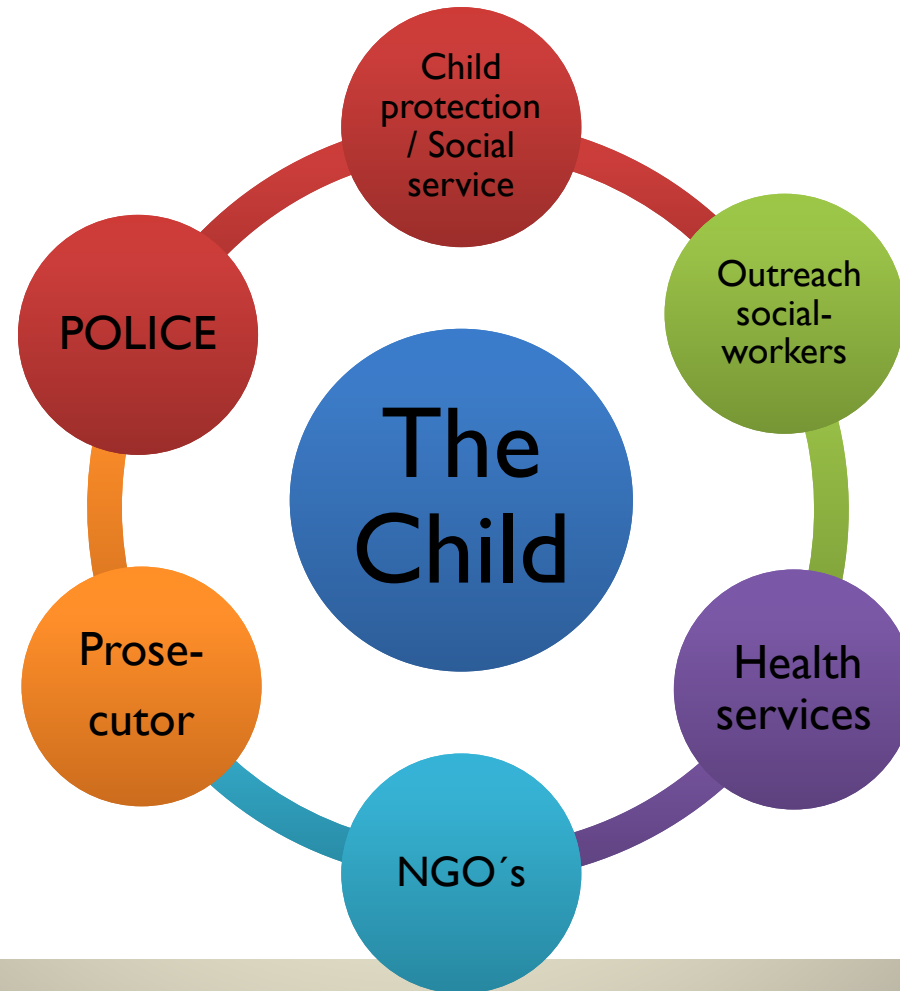 Child
protection
/ Social
service
Outreach
social-
workers
Health
services
NGO´s
Prose-
cutor
POLICE
The
Child